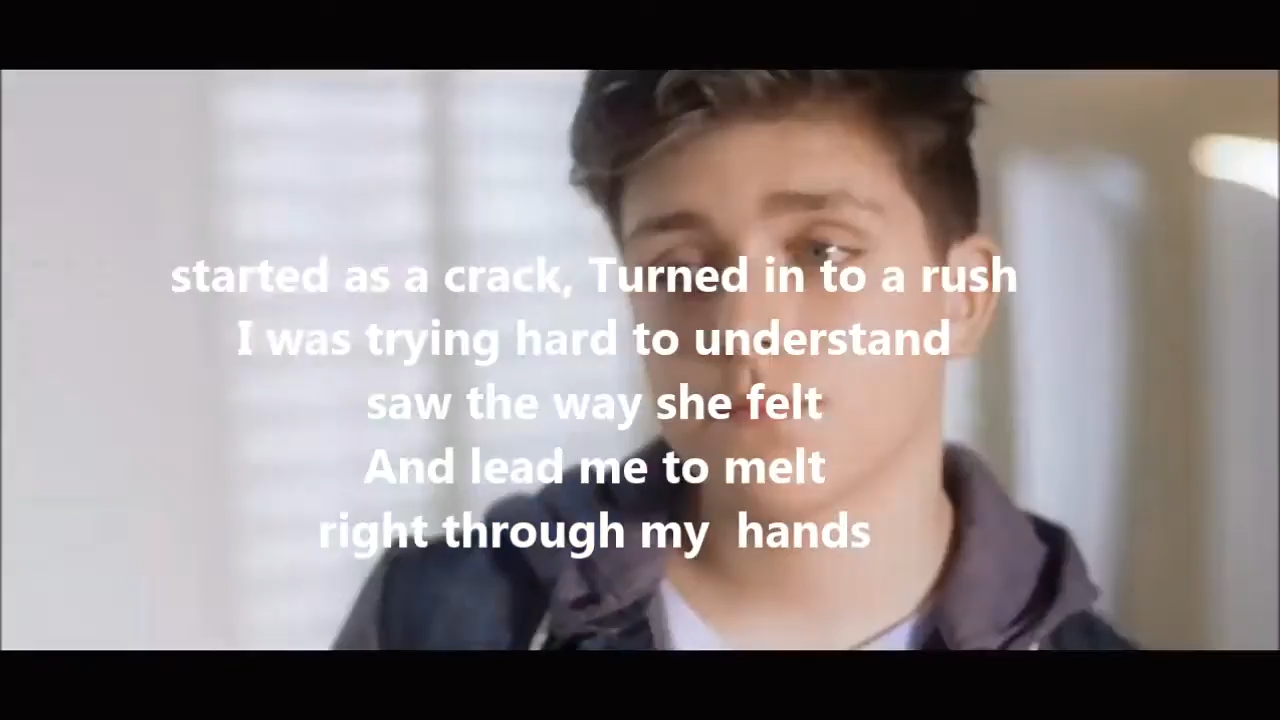 started as a crack, Turned in to a rush
I was trying hard to understand
saw the way she felt
And lead me to melt
right through my  hands